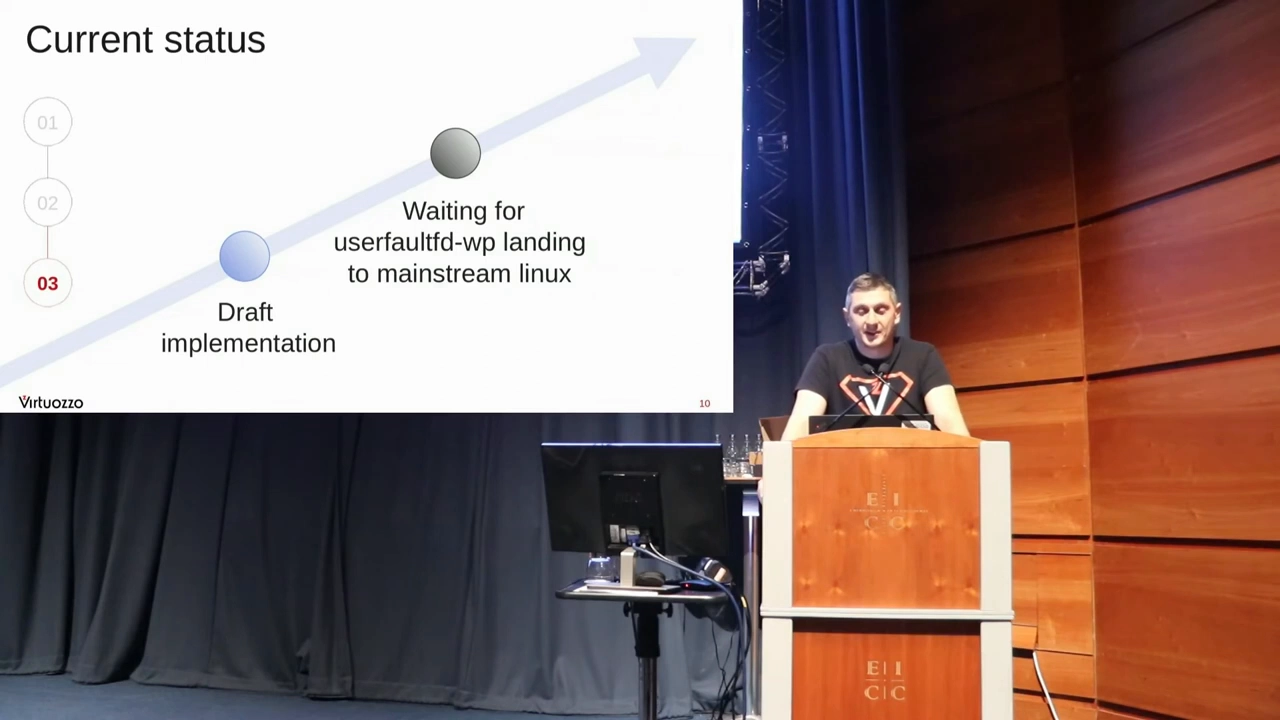 Current status
01
02
03
Waiting for
userfaultfd-wp landing
to mainstream linux
Draft
implementation
Virtuozzo
10
E I
C C
E I
C C